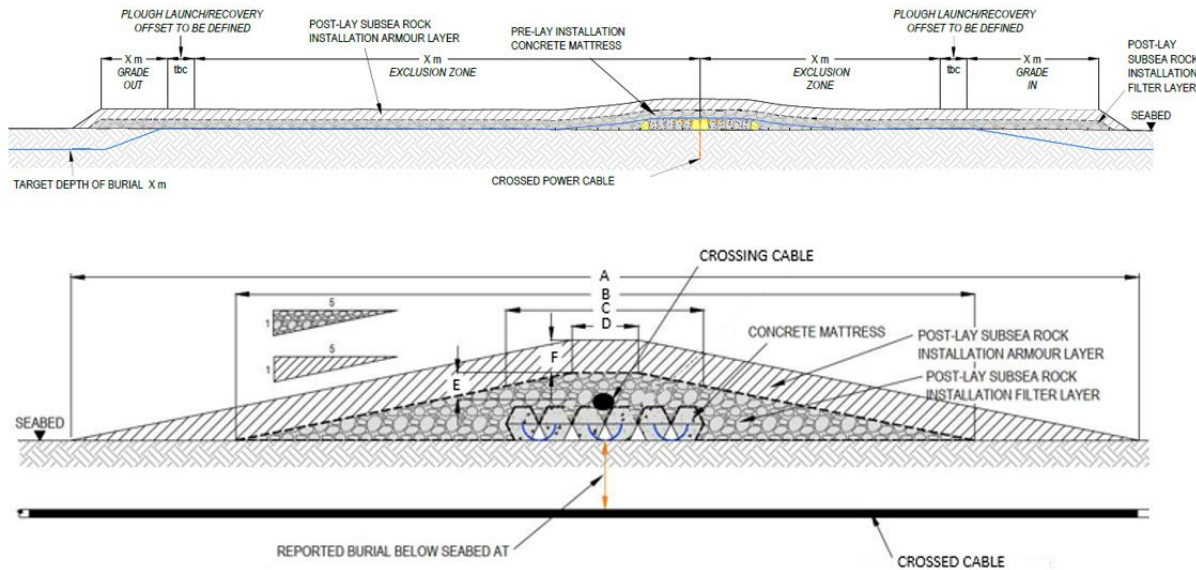 PLOUGH LAUNCH/RECOVERY
OFFSET TO BE DEFINED
POST-LAY SUBSEA ROCK
INSTALLATION ARMOUR LAYER
PRE-LAY INSTALLATION
CONCRETE MATTRESS
PLOUGH LAUNCH/RECOVERY
OFFSET TO BE DEFINED
POST-LAY
SUBSEA ROCK
INSTALLATION
FILTER LAYER
X m
GRADE
OUT
tbc
X m
EXCLUSION ZONE
X m
EXCLUSION
ZONE
tbc
X m
GRADE
IN
SEABED
TARGET DEPTH OF BURIAL X m
CROSSED POWER CABLE
CROSSING CABLE
A
B
C
D
5
1
5
1
F
E
CONCRETE MATTRESS
POST-LAY SUBSEA ROCK
INSTALLATION ARMOUR LAYER
POST-LAY SUBSEA ROCK
INSTALLATION FILTER LAYER
SEABED
REPORTED BURIAL BELOW SEABED AT
CROSSED CABLE